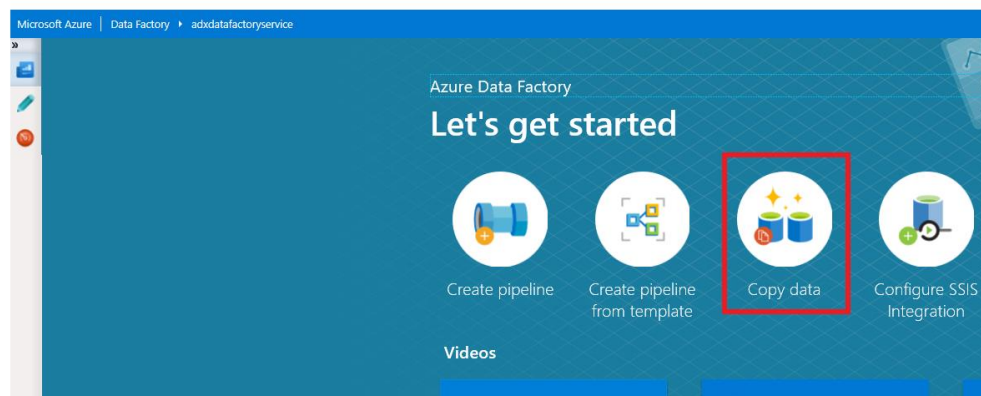 Microsoft Azure | Data Factory ▸ adxdatafactoryservice
»
Azure Data Factory
Let's get started
Create pipeline
Create pipeline
from template
Copy data
Configure SSIS
Integration
Videos